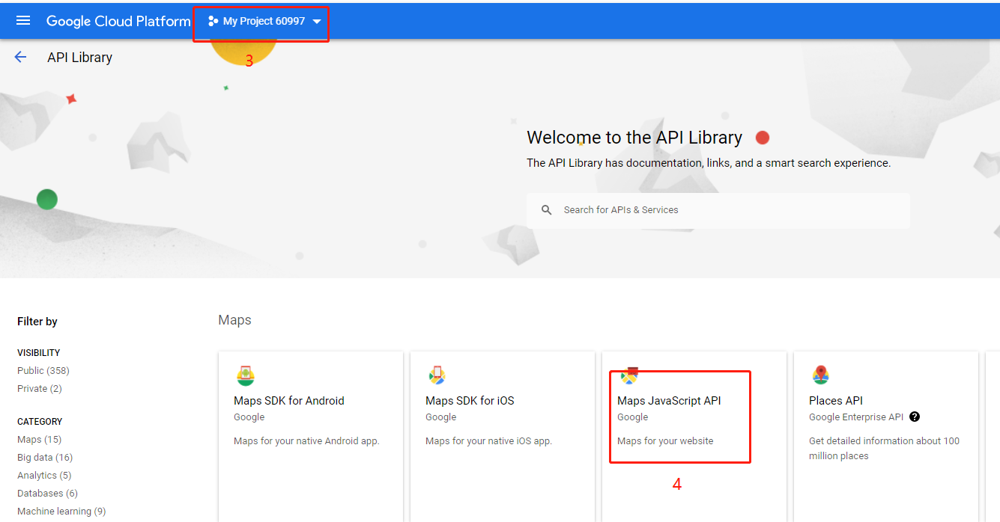 Google Cloud Platform My Project 60997
API Library
3
Welcome to the API Library
The API Library has documentation, links, and a smart search experience.
Search for APIs & Services
Filter by
VISIBILITY
Public (358)
Private (2)
CATEGORY
Maps (15)
Big data (16)
Analytics (5)
Databases (6)
Machine learning (9)
Maps
Maps SDK for Android
Google
Maps for your native Android app.
Maps SDK for iOS
Google
Maps for your native iOS app.
Maps JavaScript API
Google
Maps for your website
4
Places API
Google Enterprise API ?
Get detailed information about 100
million places